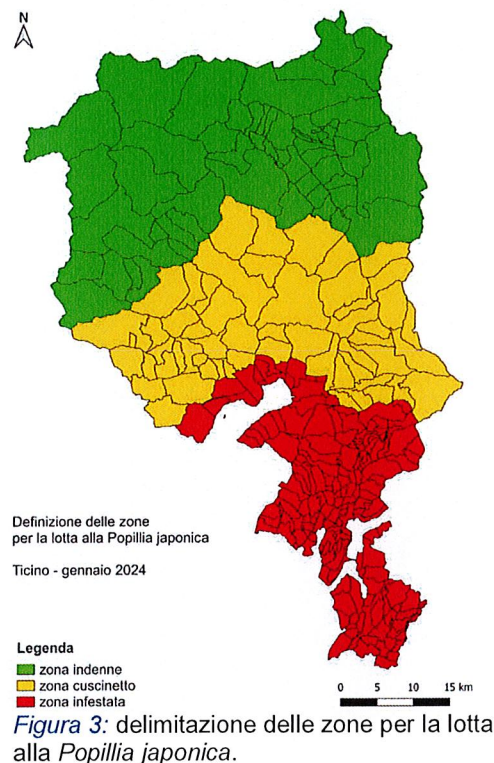 N
Definizione delle zone
per la lotta alla Popillia japonica
Ticino - gennaio 2024
Legenda
zona indenne
zona cuscinetto
zona infestata
0 5 10 15 km
Figura 3: delimitazione delle zone per la lotta
alla Popillia japonica.